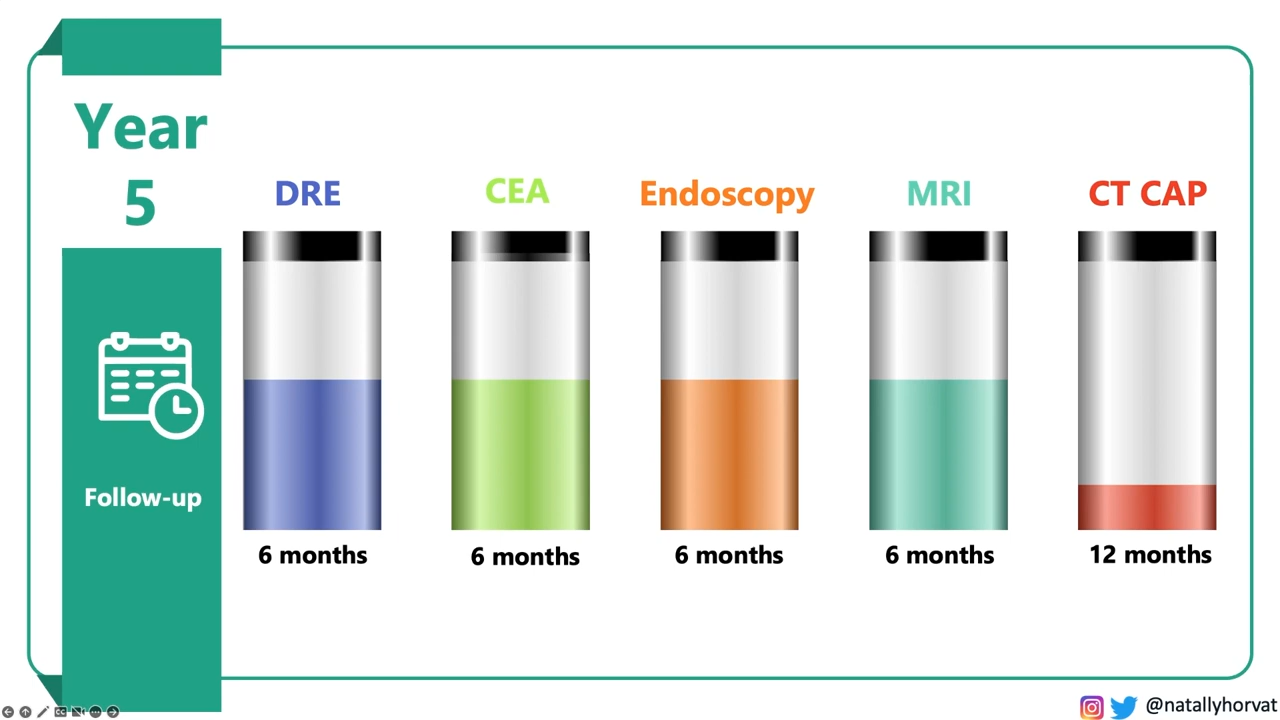 Year
5
Follow-up
DRE
CEA
Endoscopy
MRI
CT CAP
6 months
6 months
6 months
6 months
12 months
@natallyhorvat